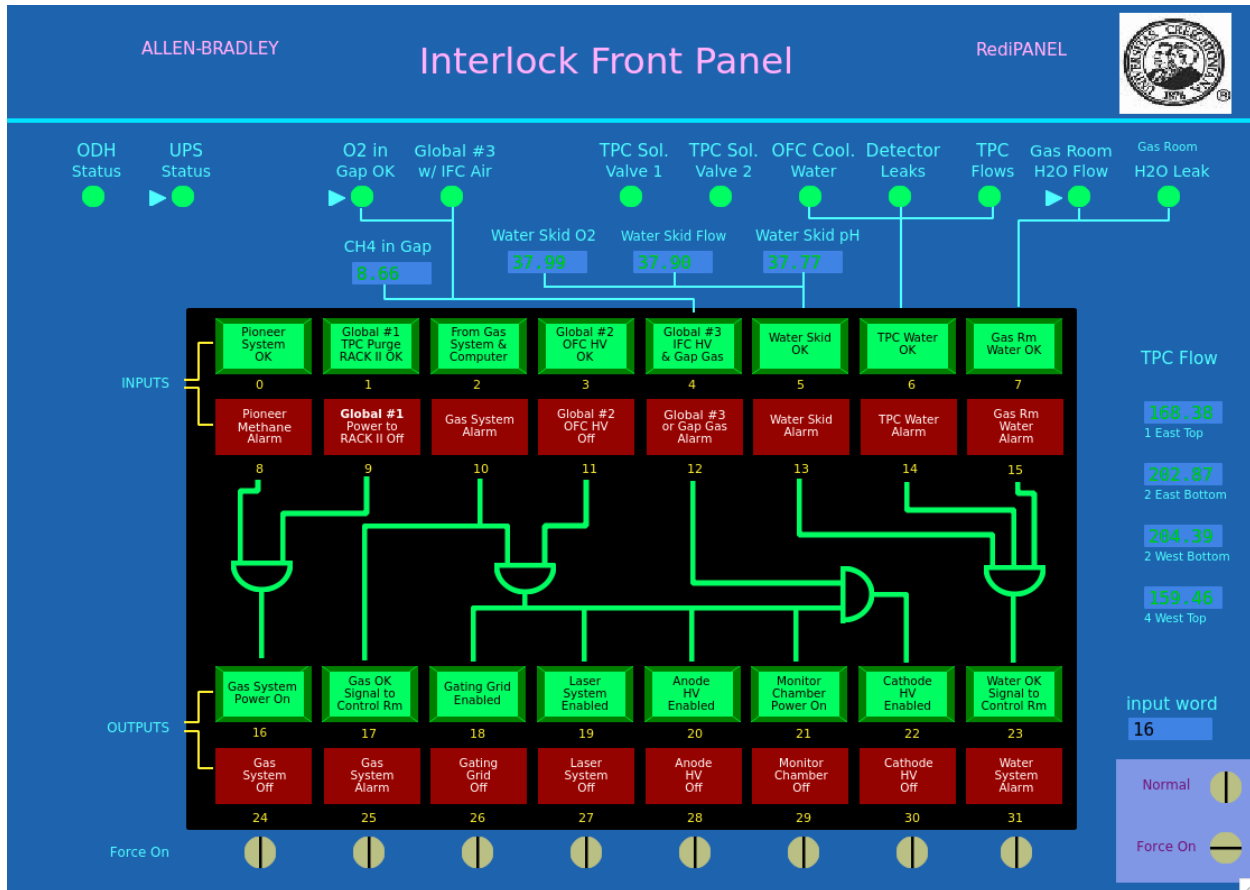 ALLEN-BRADLEY
Interlock Front Panel
RediPANEL
UNIVERSITAS CREIGHTONIANA
1878
®
ODH
Status
UPS
Status
O2 in
Gap OK
Global #3
w/ IFC Air
TPC Sol.
Valve 1
TPC Sol.
Valve 2
OFC Cool.
Water
Detector
Leaks
TPC
Flows
Gas Room
H2O Flow
Gas Room
H2O Leak
CH4 in Gap
8.66
Water Skid O2
37.99
Water Skid Flow
37.90
Water Skid pH
37.77
INPUTS
Pioneer
System
OK
Global #1
TPC Purge
RACK II OK
From Gas
System &
Computer
Global #2
OFC HV
OK
Global #3
IFC HV
& Gap Gas
Water Skid
OK
TPC Water
OK
Gas Rm
Water OK
0 1 2 3 4 5 6 7
Pioneer
Methane
Alarm
Global #1
Power to
RACK II Off
Gas System
Alarm
Global #2
OFC HV
Off
Global #3
or Gap Gas
Alarm
Water Skid
Alarm
TPC Water
Alarm
Gas Rm
Water
Alarm
8 9 10 11 12 13 14 15
TPC Flow
168.38
1 East Top
202.87
2 East Bottom
204.39
2 West Bottom
159.46
4 West Top
OUTPUTS
Gas System
Power On
Gas OK
Signal to
Control Rm
Gating Grid
Enabled
Laser
System
Enabled
Anode
HV
Enabled
Monitor
Chamber
Power On
Cathode
HV
Enabled
Water OK
Signal to
Control Rm
16 17 18 19 20 21 22 23
Gas
System
Off
Gas
System
Alarm
Gating
Grid
Off
Laser
System
Off
Anode
HV
Off
Monitor
Chamber
Off
Cathode
HV
Off
Water
System
Alarm
24 25 26 27 28 29 30 31
Force On
input word
16
Normal
Force On